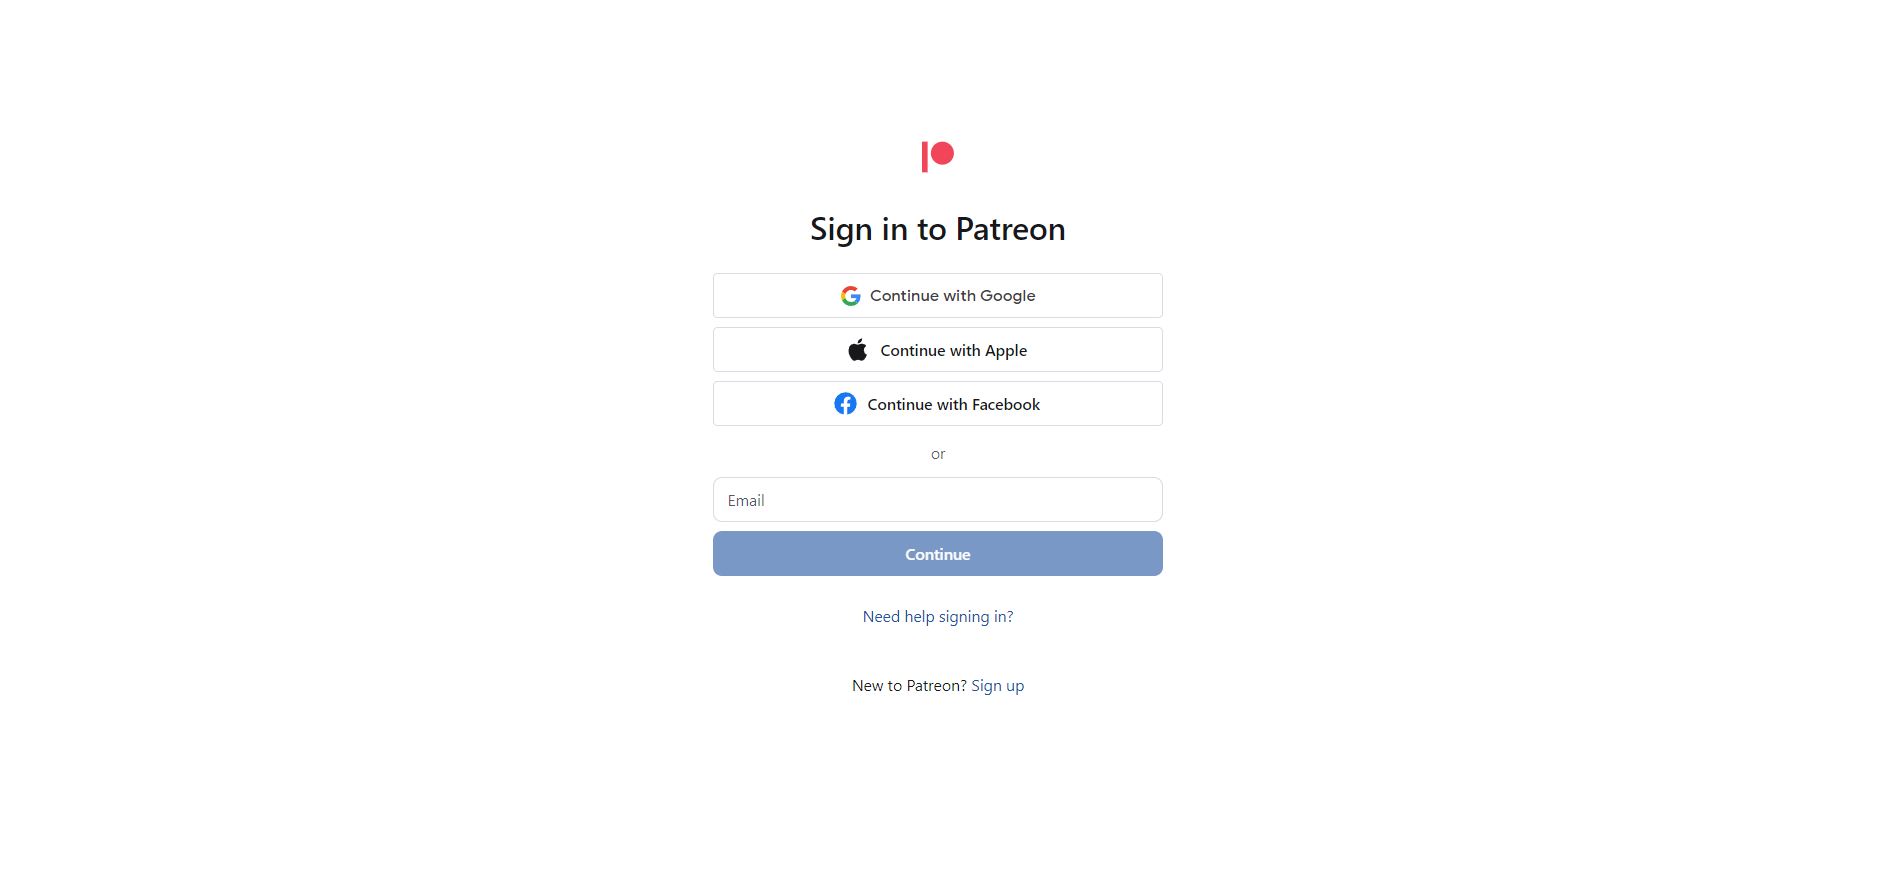 Sign in to Patreon
Continue with Google
Continue with Apple
Continue with Facebook
or
Email
Continue
Need help signing in?
New to Patreon? Sign up